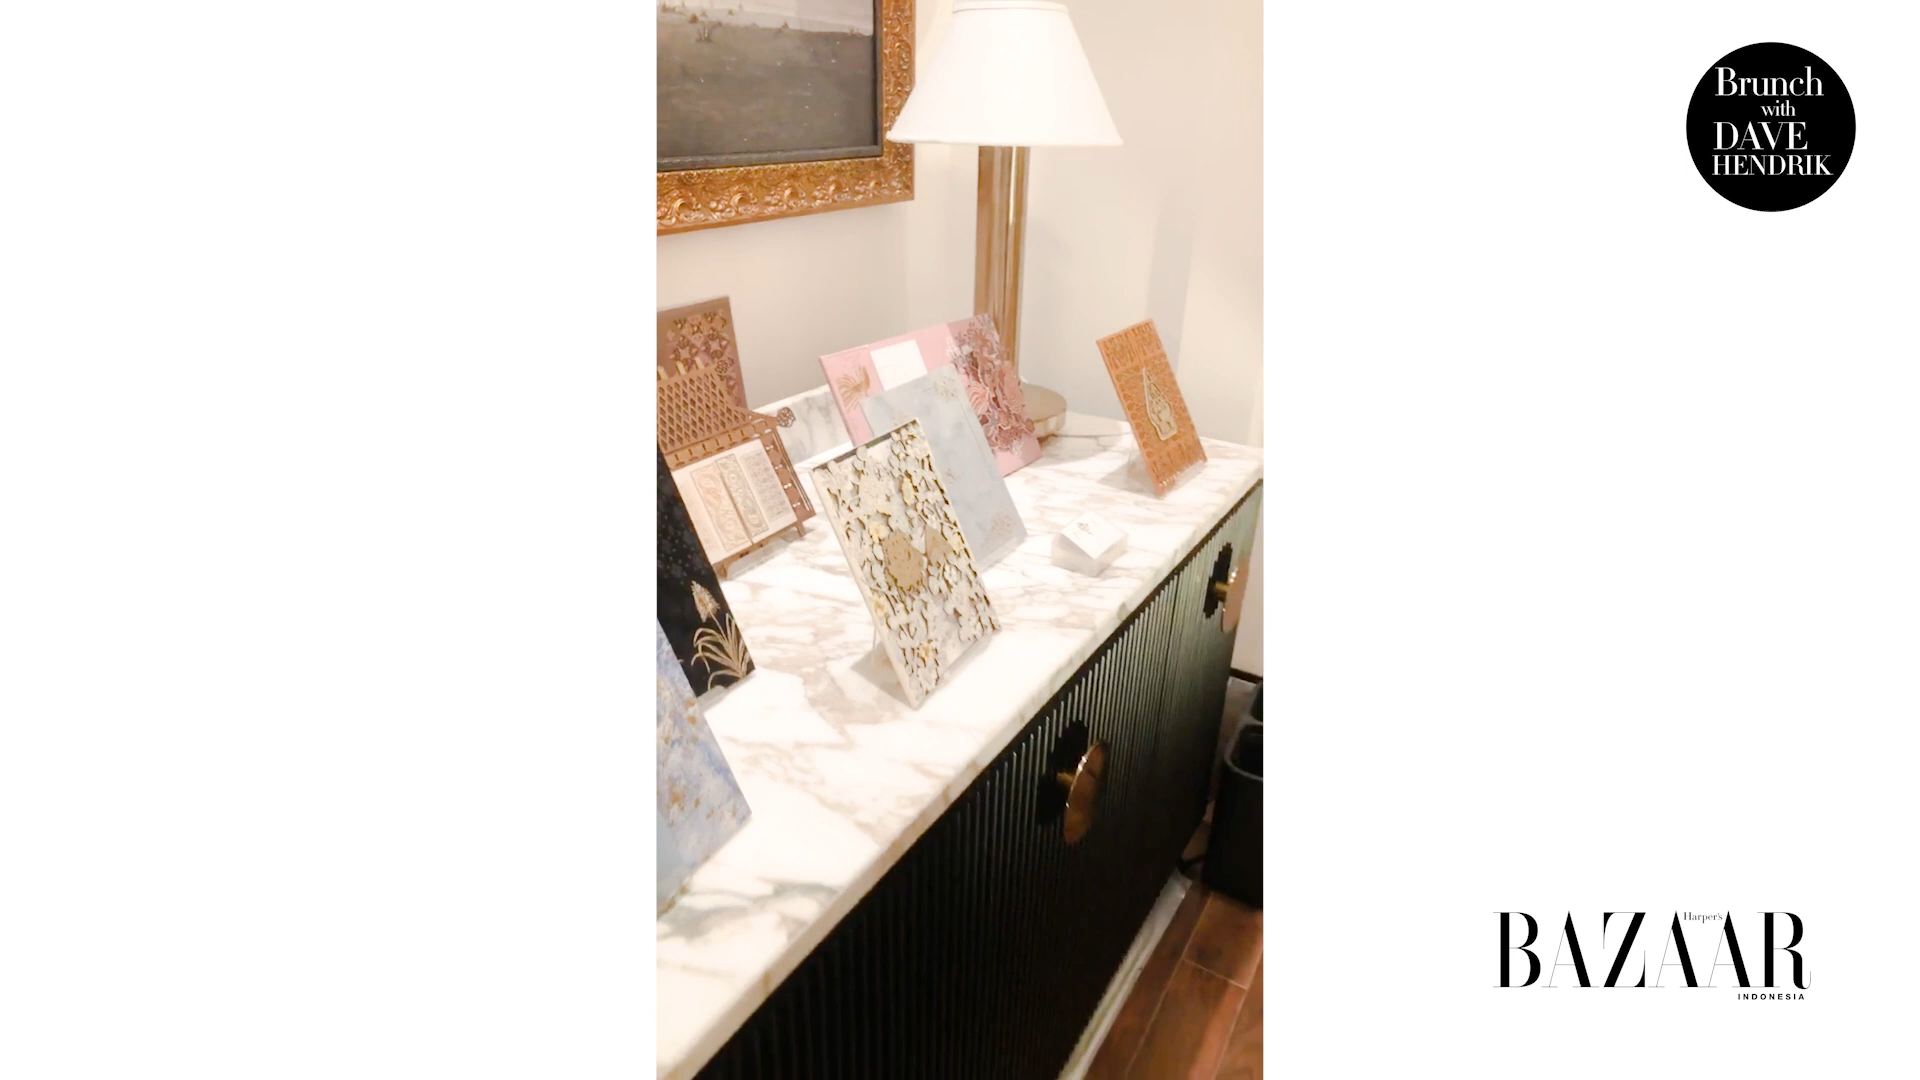 Brunch
with
DAVE
HENDRIK
Harper's
BAZAAR
INDONESIA